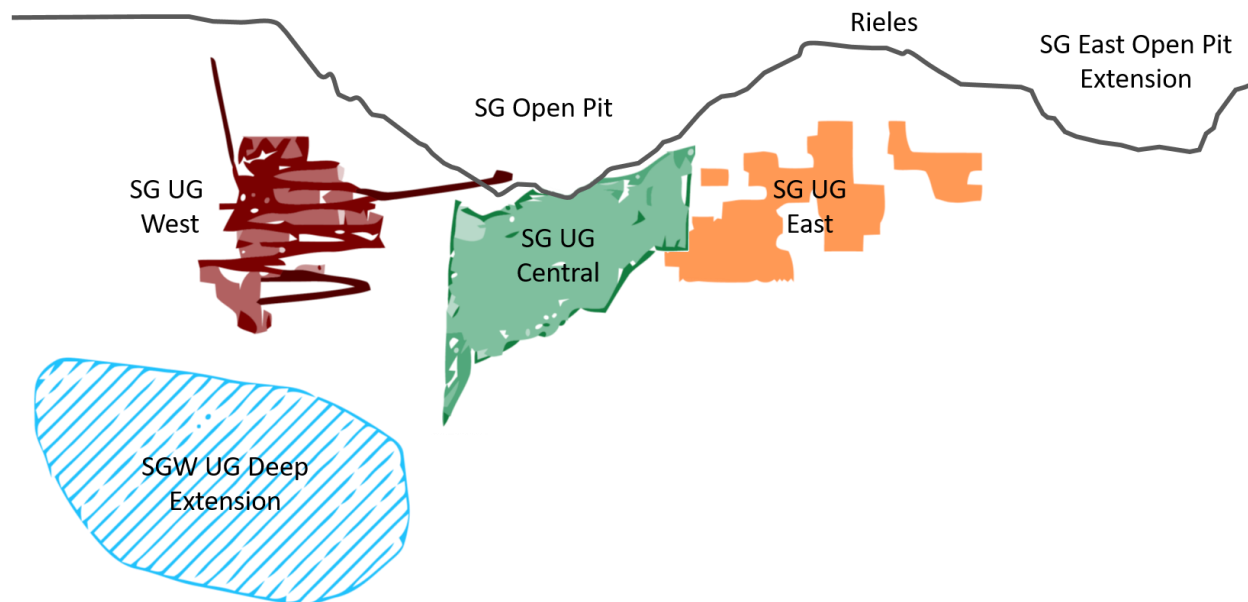 Rieles
SG East Open Pit
Extension
SG Open Pit
SG UG
West
SG UG
East
SG UG
Central
SGW UG Deep
Extension